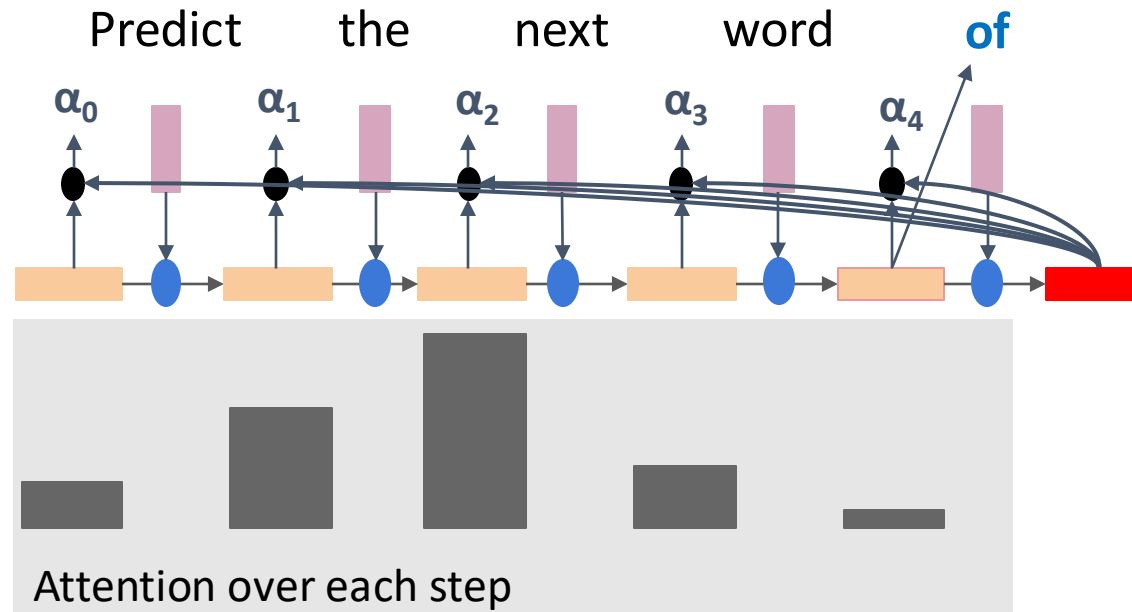 Predict the next word of
α0 α1 α2 α3 α4
Attention over each step